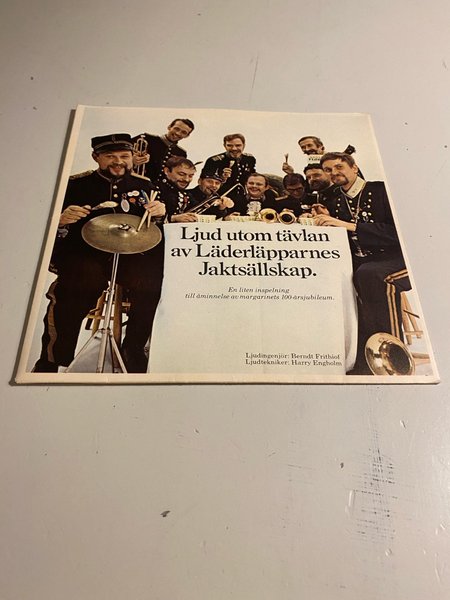 Ljud utom tävlan
av Läderläpparnes
Jaktsällskap.
En liten inspelning
till åminnelse av margarinets 100-årsjubileum.
Ljudingenjör: Berndt Frithiof
Ljudtekniker: Harry Engholm